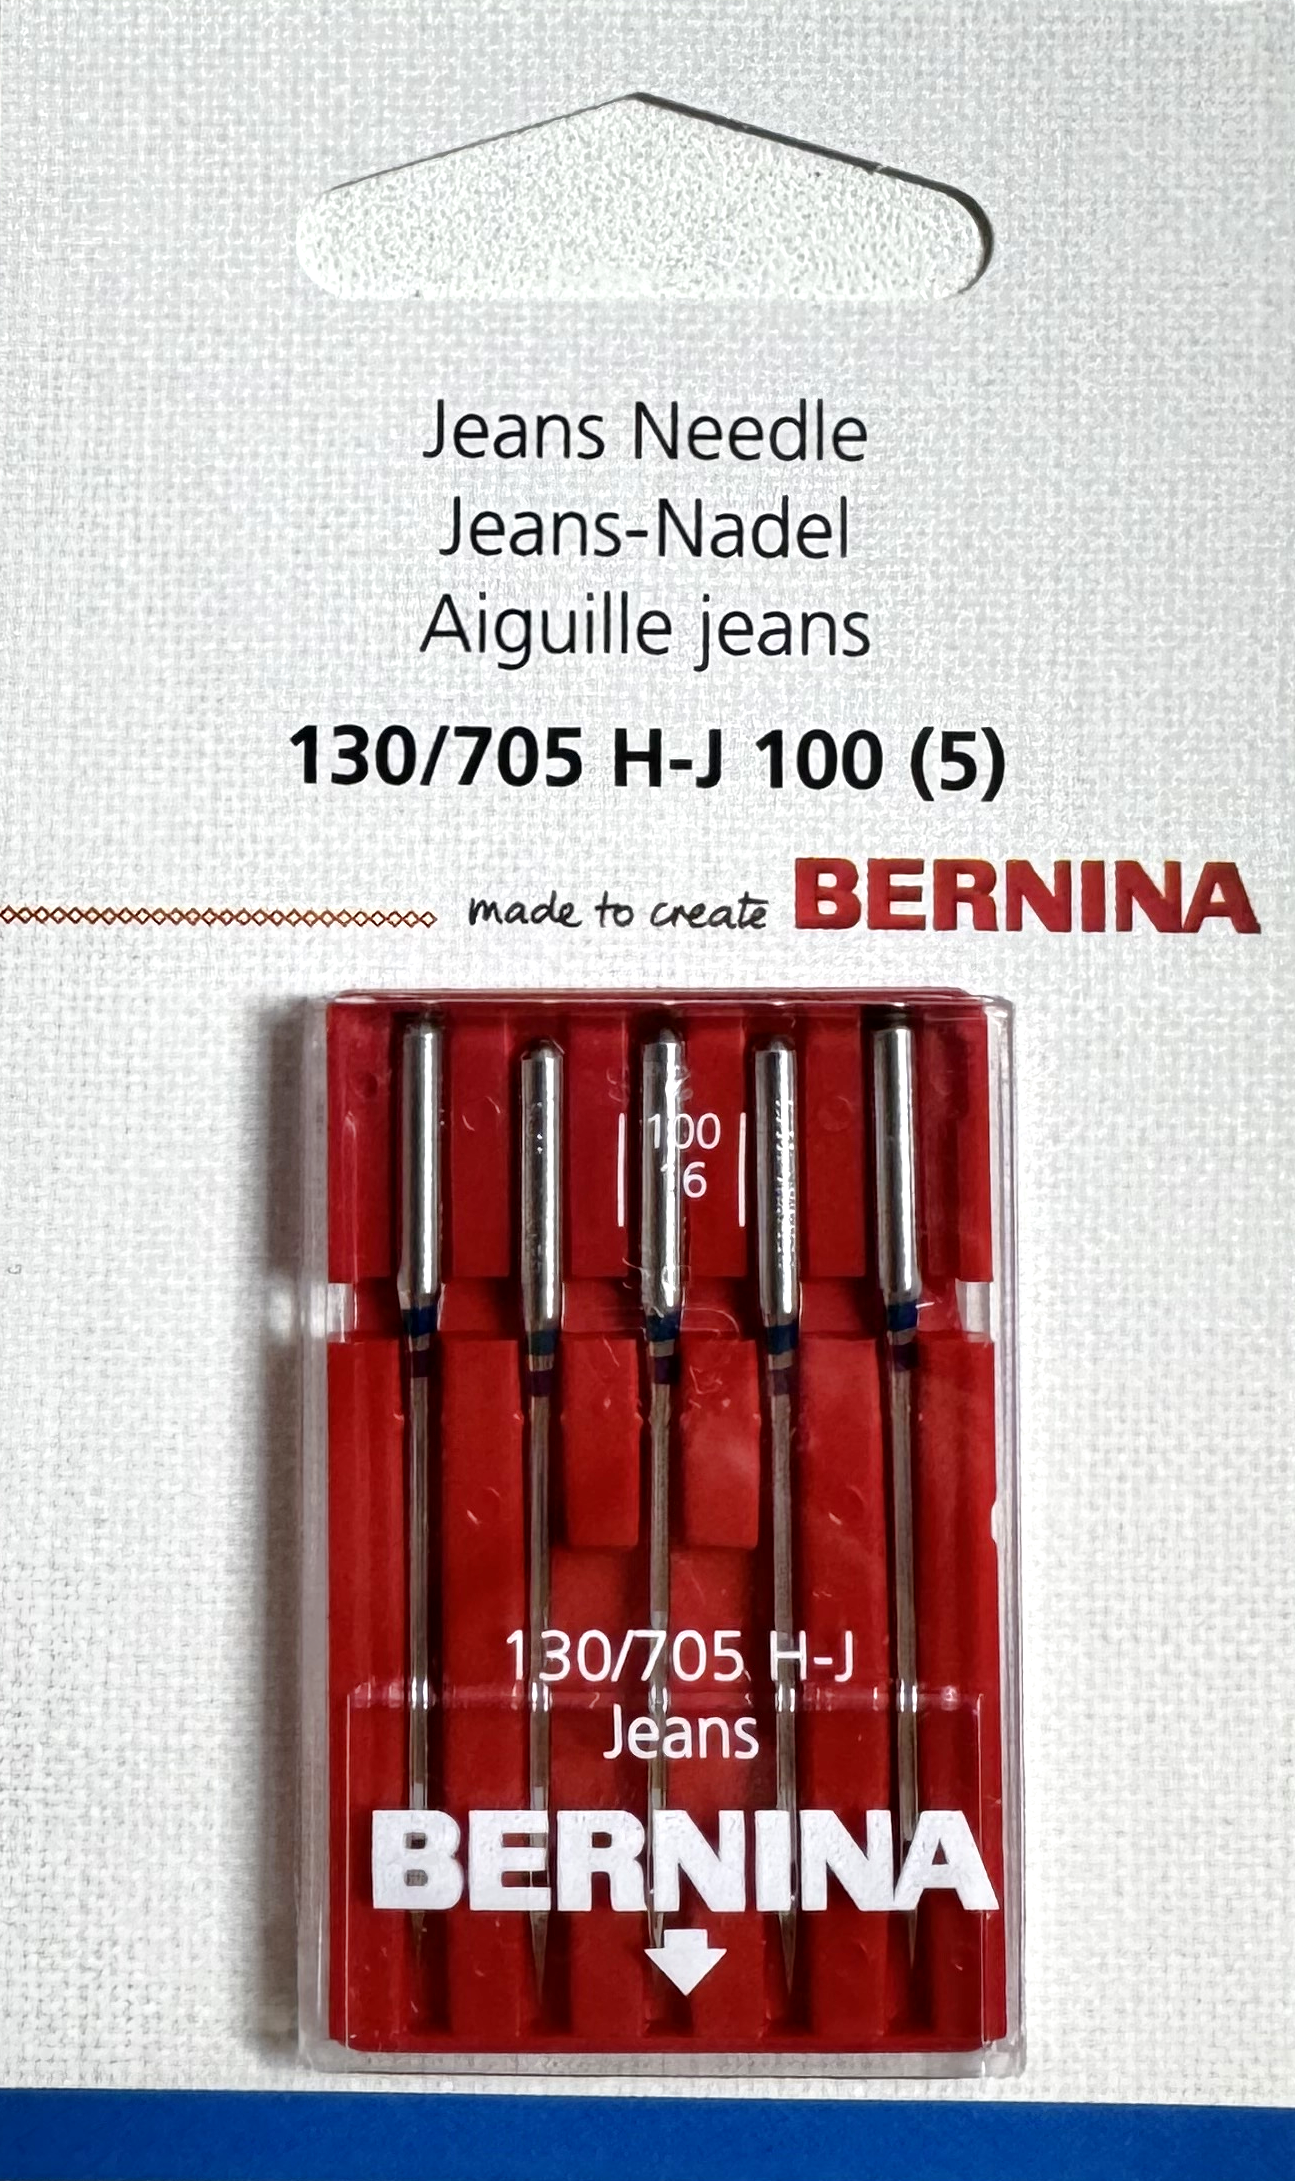 Jeans Needle
Jeans-Nadel
Aiguille jeans
130/705 H-J 100 (5)
made to create BERNINA
100
16
130/705 H-J
Jeans
BERNINA